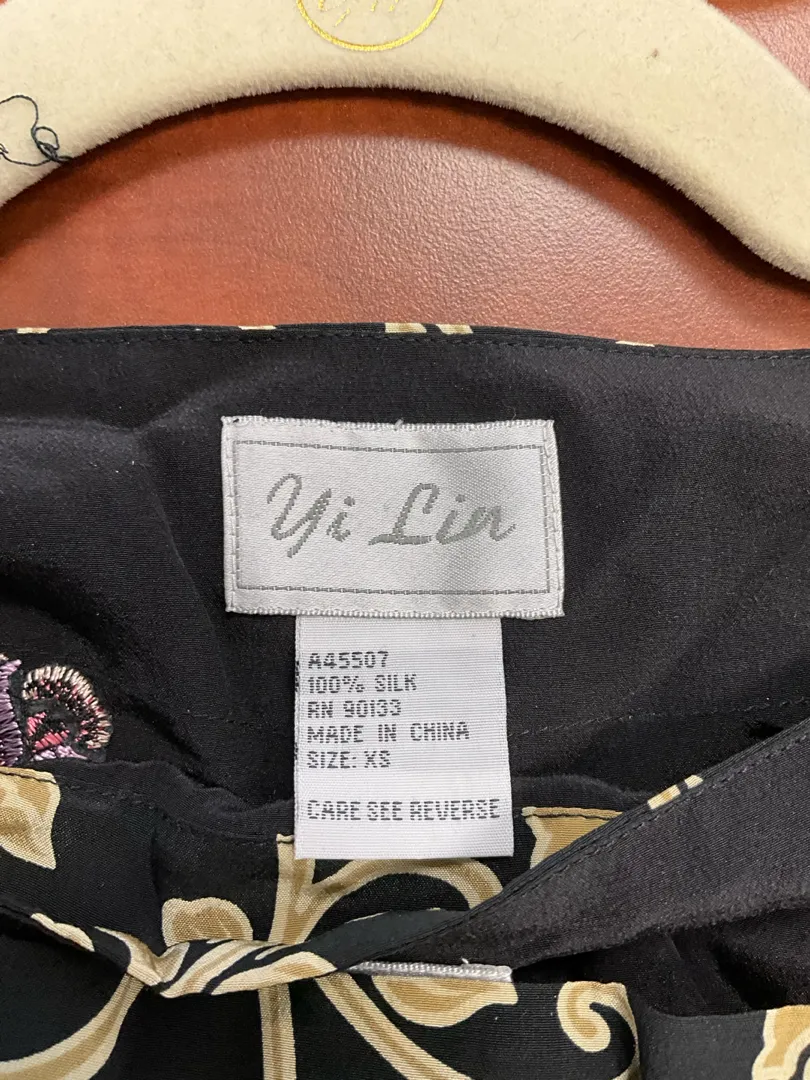 Yi Lin
A45507
100% SILK
RN 90133
MADE IN CHINA
SIZE: XS
CARE SEE REVERSE